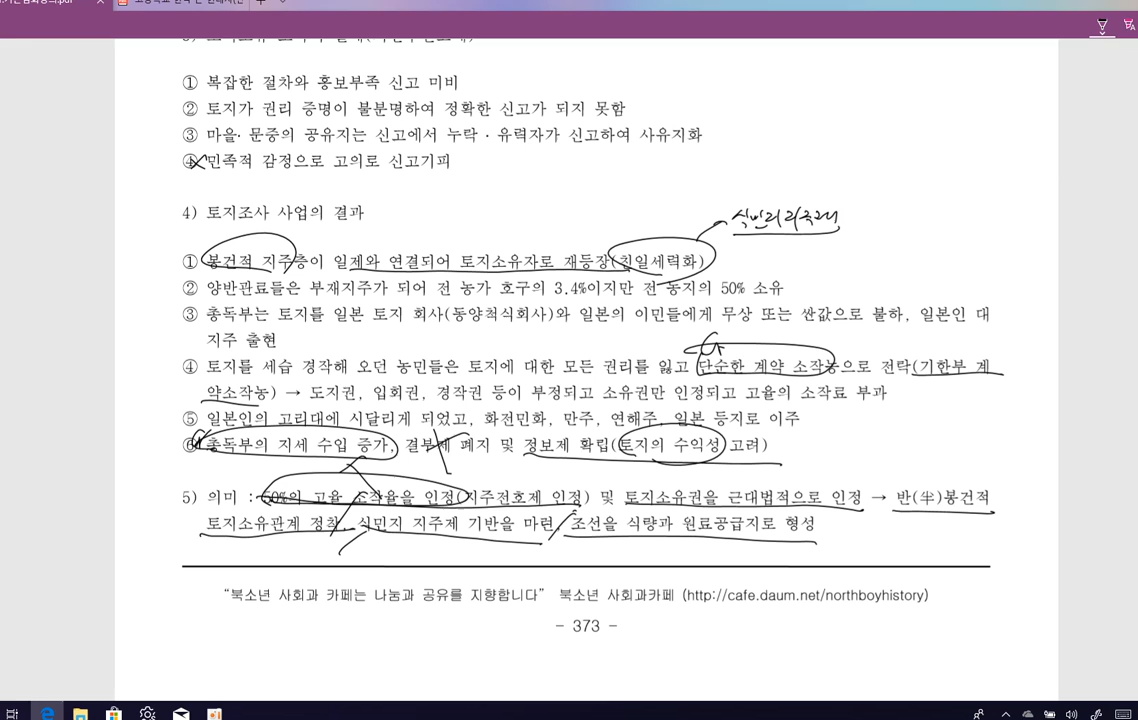 ① 복잡한 절차와 홍보부족 신고 미비
② 토지가 권리 증명이 불분명하여 정확한 신고가 되지 못함
③ 마을· 문중의 공유지는 신고에서 누락 · 유력자가 신고하여 사유지화
④ 민족적 감정으로 고의로 신고기피
4) 토지조사 사업의 결과
① 봉건적 지주층이 일제와 연결되어 토지소유자로 재등장(친일세력화)
② 양반관료들은 부재지주가 되어 전 농가 호구의 3.4%이지만 전 농지의 50% 소유
③ 총독부는 토지를 일본 토지 회사(동양척식회사)와 일본의 이민들에게 무상 또는 싼값으로 불하, 일본인 대
지주 출현
④ 토지를 세습 경작해 오던 농민들은 토지에 대한 모든 권리를 잃고 단순한 계약 소작농으로 전락(기한부 계
약소작농) → 도지권, 입회권, 경작권 등이 부정되고 소유권만 인정되고 고율의 소작료 부과
⑤ 일본인의 고리대에 시달리게 되었고, 화전민화, 만주, 연해주, 일본 등지로 이주
⑥ 총독부의 지세 수입 증가, 결부제 폐지 및 정보제 확립(토지의 수익성 고려)
5) 의미 : 50%의 고율 소작율을 인정(지주전호제 인정) 및 토지소유권을 근대법적으로 인정 → 반(半)봉건적
토지소유관계 정착, 식민지 지주제 기반을 마련, 조선을 식량과 원료공급지로 형성
“북소년 사회과 카페는 나눔과 공유를 지향합니다” 북소년 사회과카페 (http://cafe.daum.net/northboyhistory)
- 373 -